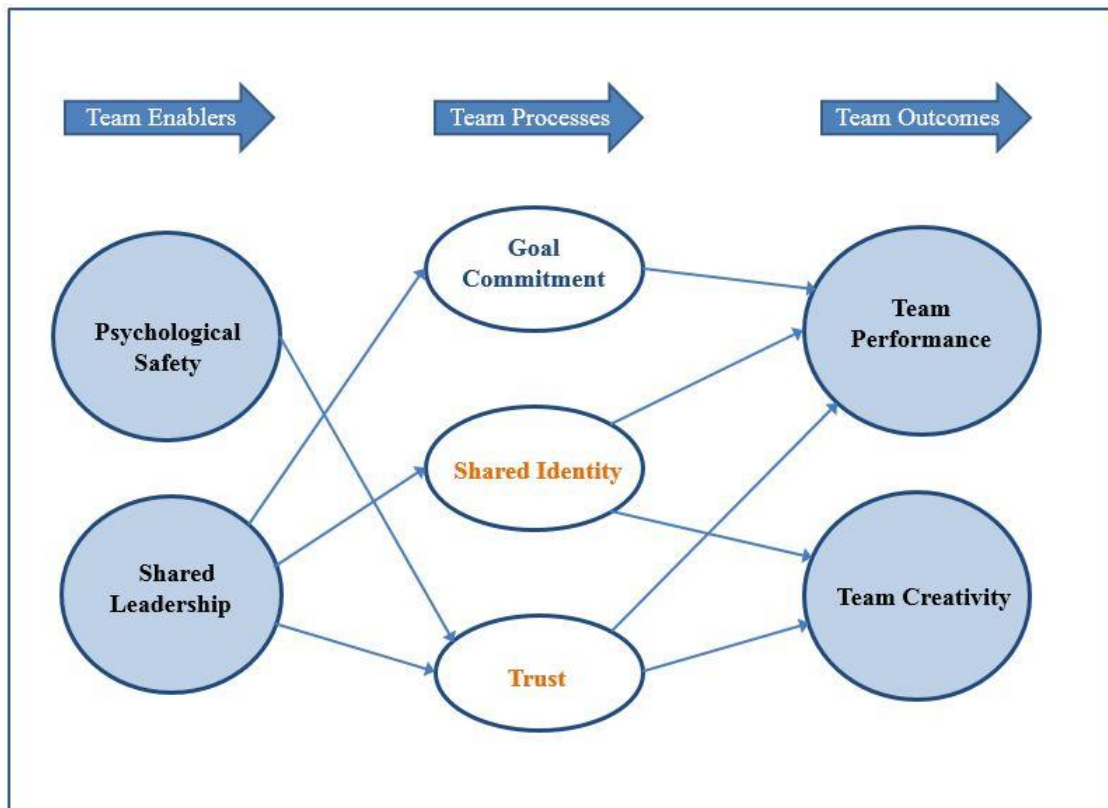 Team Enablers
Team Processes
Team Outcomes
Psychological
Safety
Shared
Leadership
Goal
Commitment
Shared Identity
Trust
Team
Performance
Team Creativity